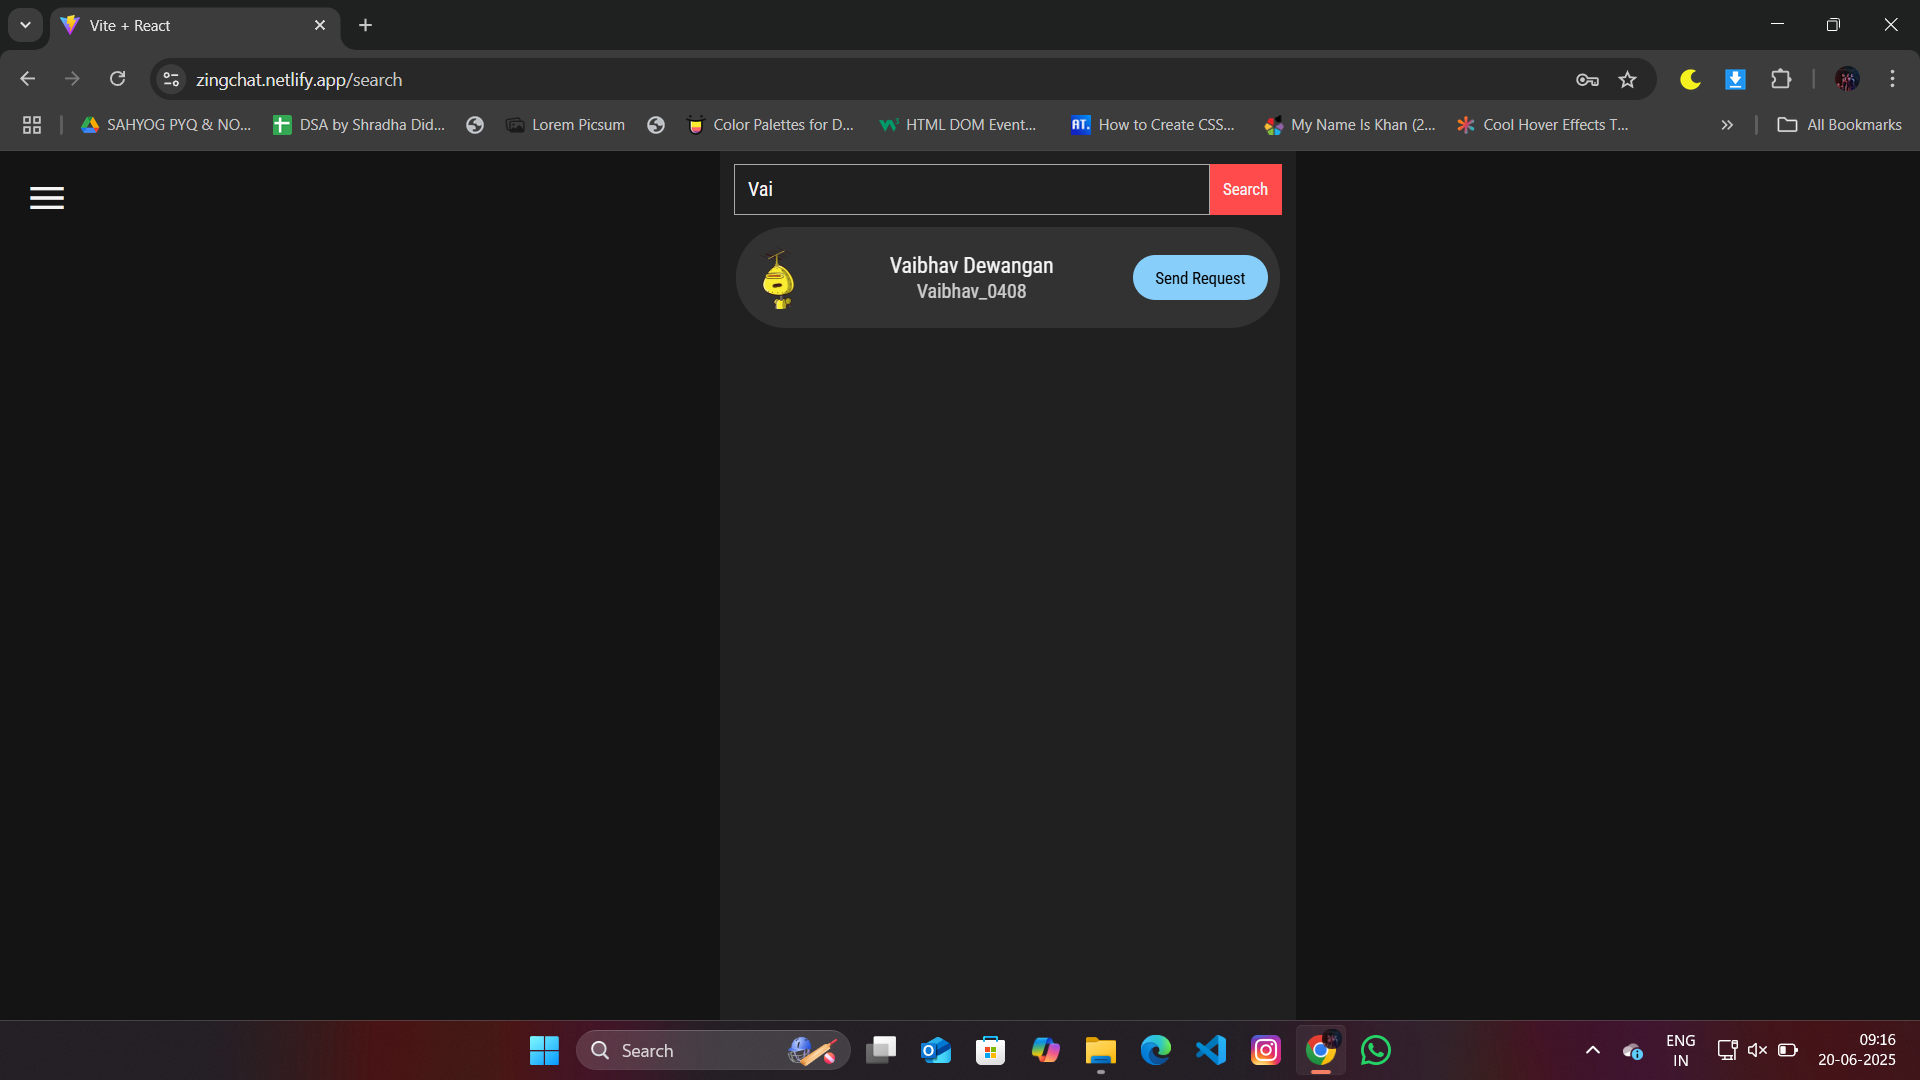 Vite + React
zingchat.netlify.app/search
SAHYOG PYQ & NO...
DSA by Shradha Did...
Lorem Picsum
Color Palettes for D...
HTML DOM Event...
AT.
How to Create CSS...
My Name Is Khan (2...
Cool Hover Effects T...
All Bookmarks
Vai
Search
Vaibhav Dewangan
Vaibhav_0408
Send Request
Search
ENG
IN
09:16
20-06-2025